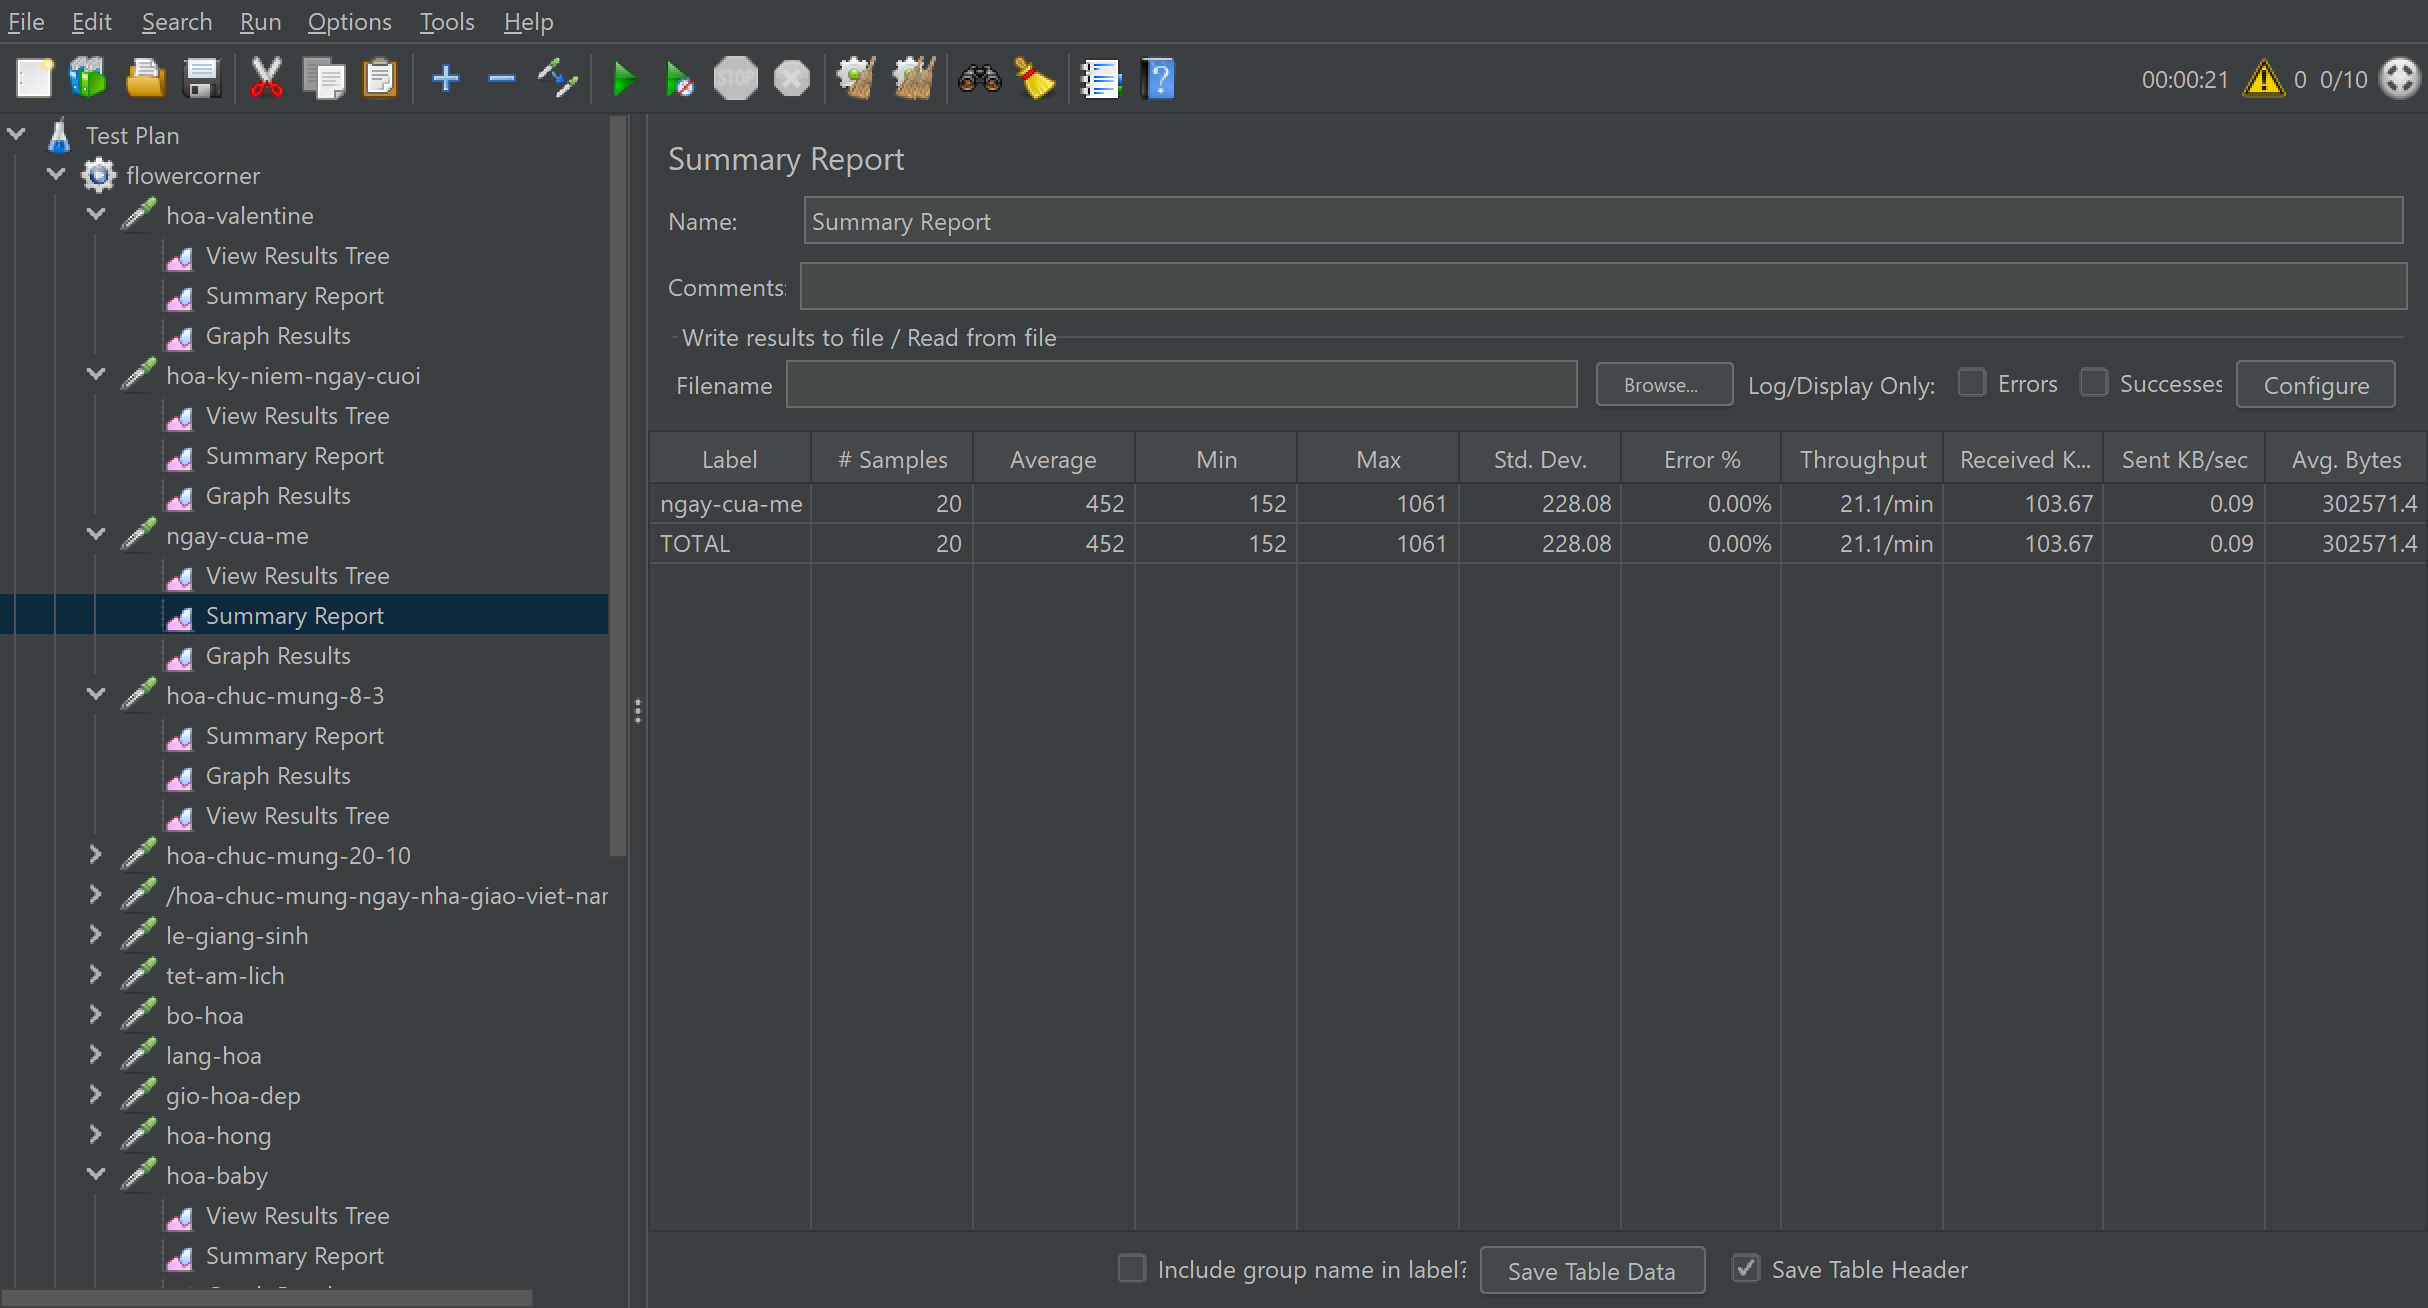 File Edit Search Run Options Tools Help
STOP
00:00:21 0 0/10
Test Plan
flowercorner
hoa-valentine
View Results Tree
Summary Report
Graph Results
hoa-ky-niem-ngay-cuoi
View Results Tree
Summary Report
Graph Results
ngay-cua-me
View Results Tree
Summary Report
Graph Results
hoa-chuc-mung-8-3
Summary Report
Graph Results
View Results Tree
hoa-chuc-mung-20-10
/hoa-chuc-mung-ngay-nha-giao-viet-nar
le-giang-sinh
tet-am-lich
bo-hoa
lang-hoa
gio-hoa-dep
hoa-hong
hoa-baby
View Results Tree
Summary Report
Summary Report
Name: Summary Report
Comments:
Write results to file / Read from file
Filename Browse... Log/Display Only: Errors Successes Configure
Label # Samples Average Min Max Std. Dev. Error % Throughput Received K... Sent KB/sec Avg. Bytes
ngay-cua-me 20 452 152 1061 228.08 0.00% 21.1/min 103.67 0.09 302571.4
TOTAL 20 452 152 1061 228.08 0.00% 21.1/min 103.67 0.09 302571.4
Include group name in label? Save Table Data Save Table Header